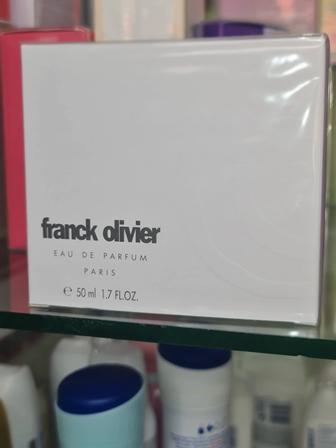 franck olivier
EAU DE PARFUM
PARIS
℮ 50 ml 1.7 FL.OZ.